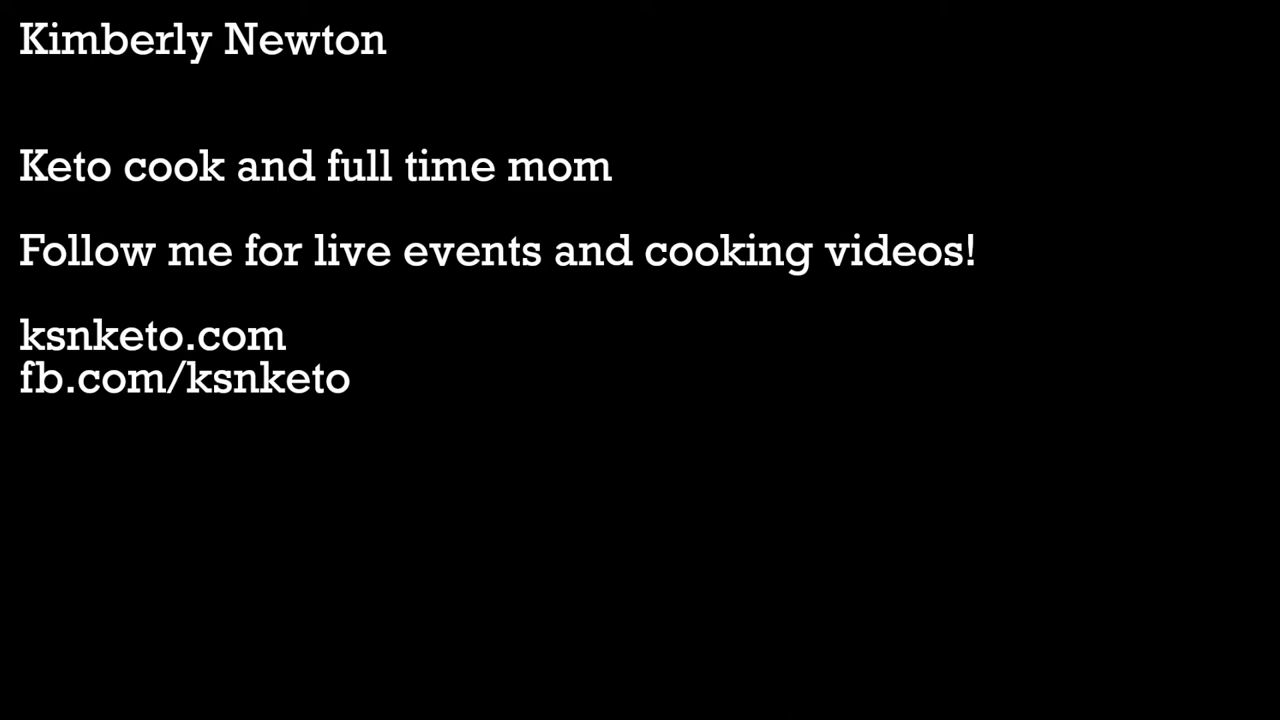 Kimberly Newton
Keto cook and full time mom
Follow me for live events and cooking videos!
ksnketo.com
fb.com/ksnketo